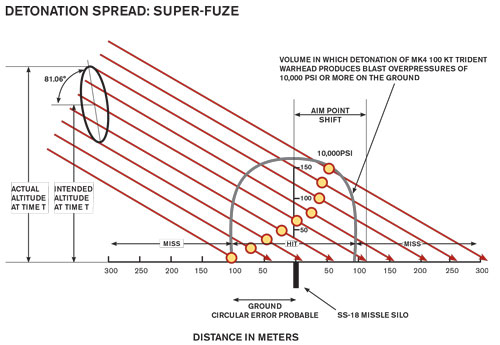 DETONATION SPREAD: SUPER-FUZE
VOLUME IN WHICH DETONATION OF MK4 100 KT TRIDENT
WARHEAD PRODUCES BLAST OVERPRESSURES OF
10,000 PSI OR MORE ON THE GROUND
81.06°
AIM POINT
SHIFT
10,000PSI
150
100
50
ACTUAL
ALTITUDE
AT TIME T
INTENDED
ALTITUDE
AT TIME T
MISS
HIT
MISS
300 250 200 150 100 50 0 50 100 150 200 250 300
GROUND
CIRCULAR ERROR PROBABLE
SS-18 MISSLE SILO
DISTANCE IN METERS